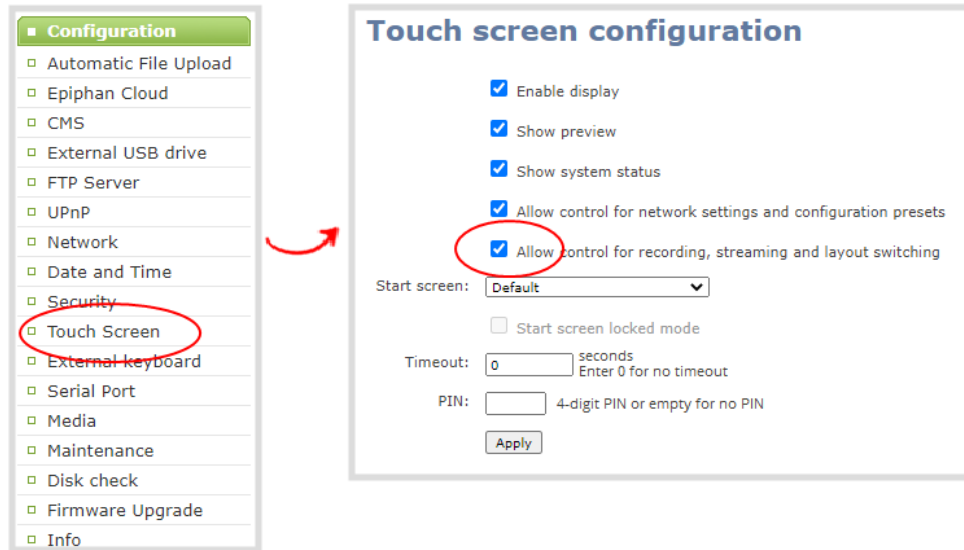 Configuration
Automatic File Upload
Epiphan Cloud
CMS
External USB drive
FTP Server
UPnP
Network
Date and Time
Security
Touch Screen
External keyboard
Serial Port
Media
Maintenance
Disk check
Firmware Upgrade
Info
Touch screen configuration
Enable display
Show preview
Show system status
Allow control for network settings and configuration presets
Allow control for recording, streaming and layout switching
Start screen: Default
Start screen locked mode
Timeout: 0 seconds
Enter 0 for no timeout
PIN: 4-digit PIN or empty for no PIN
Apply